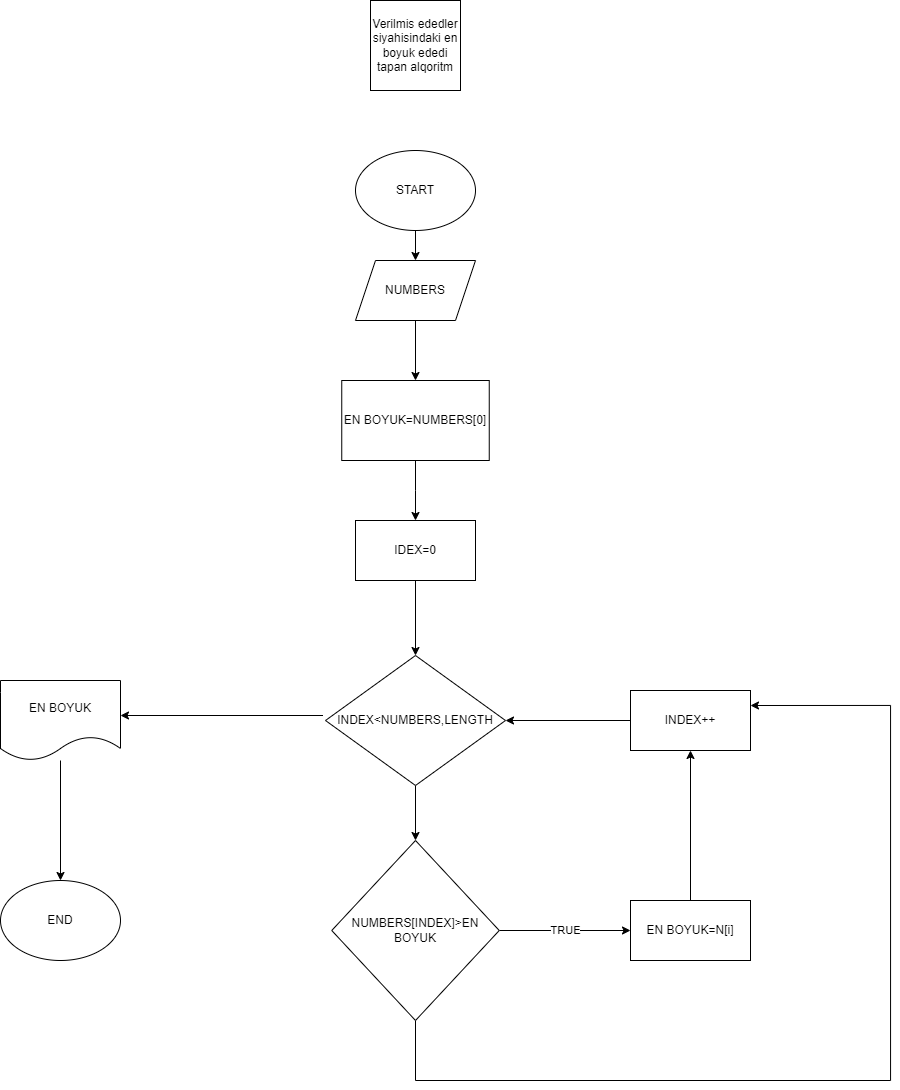 Verilmis ededler
siyahisindaki en
boyuk ededi
tapan alqoritm
START
NUMBERS
EN BOYUK=NUMBERS[0]
IDEX=0
INDEX<NUMBERS,LENGTH
EN BOYUK
INDEX++
NUMBERS[INDEX]>EN
BOYUK
TRUE
EN BOYUK=N[i]
END